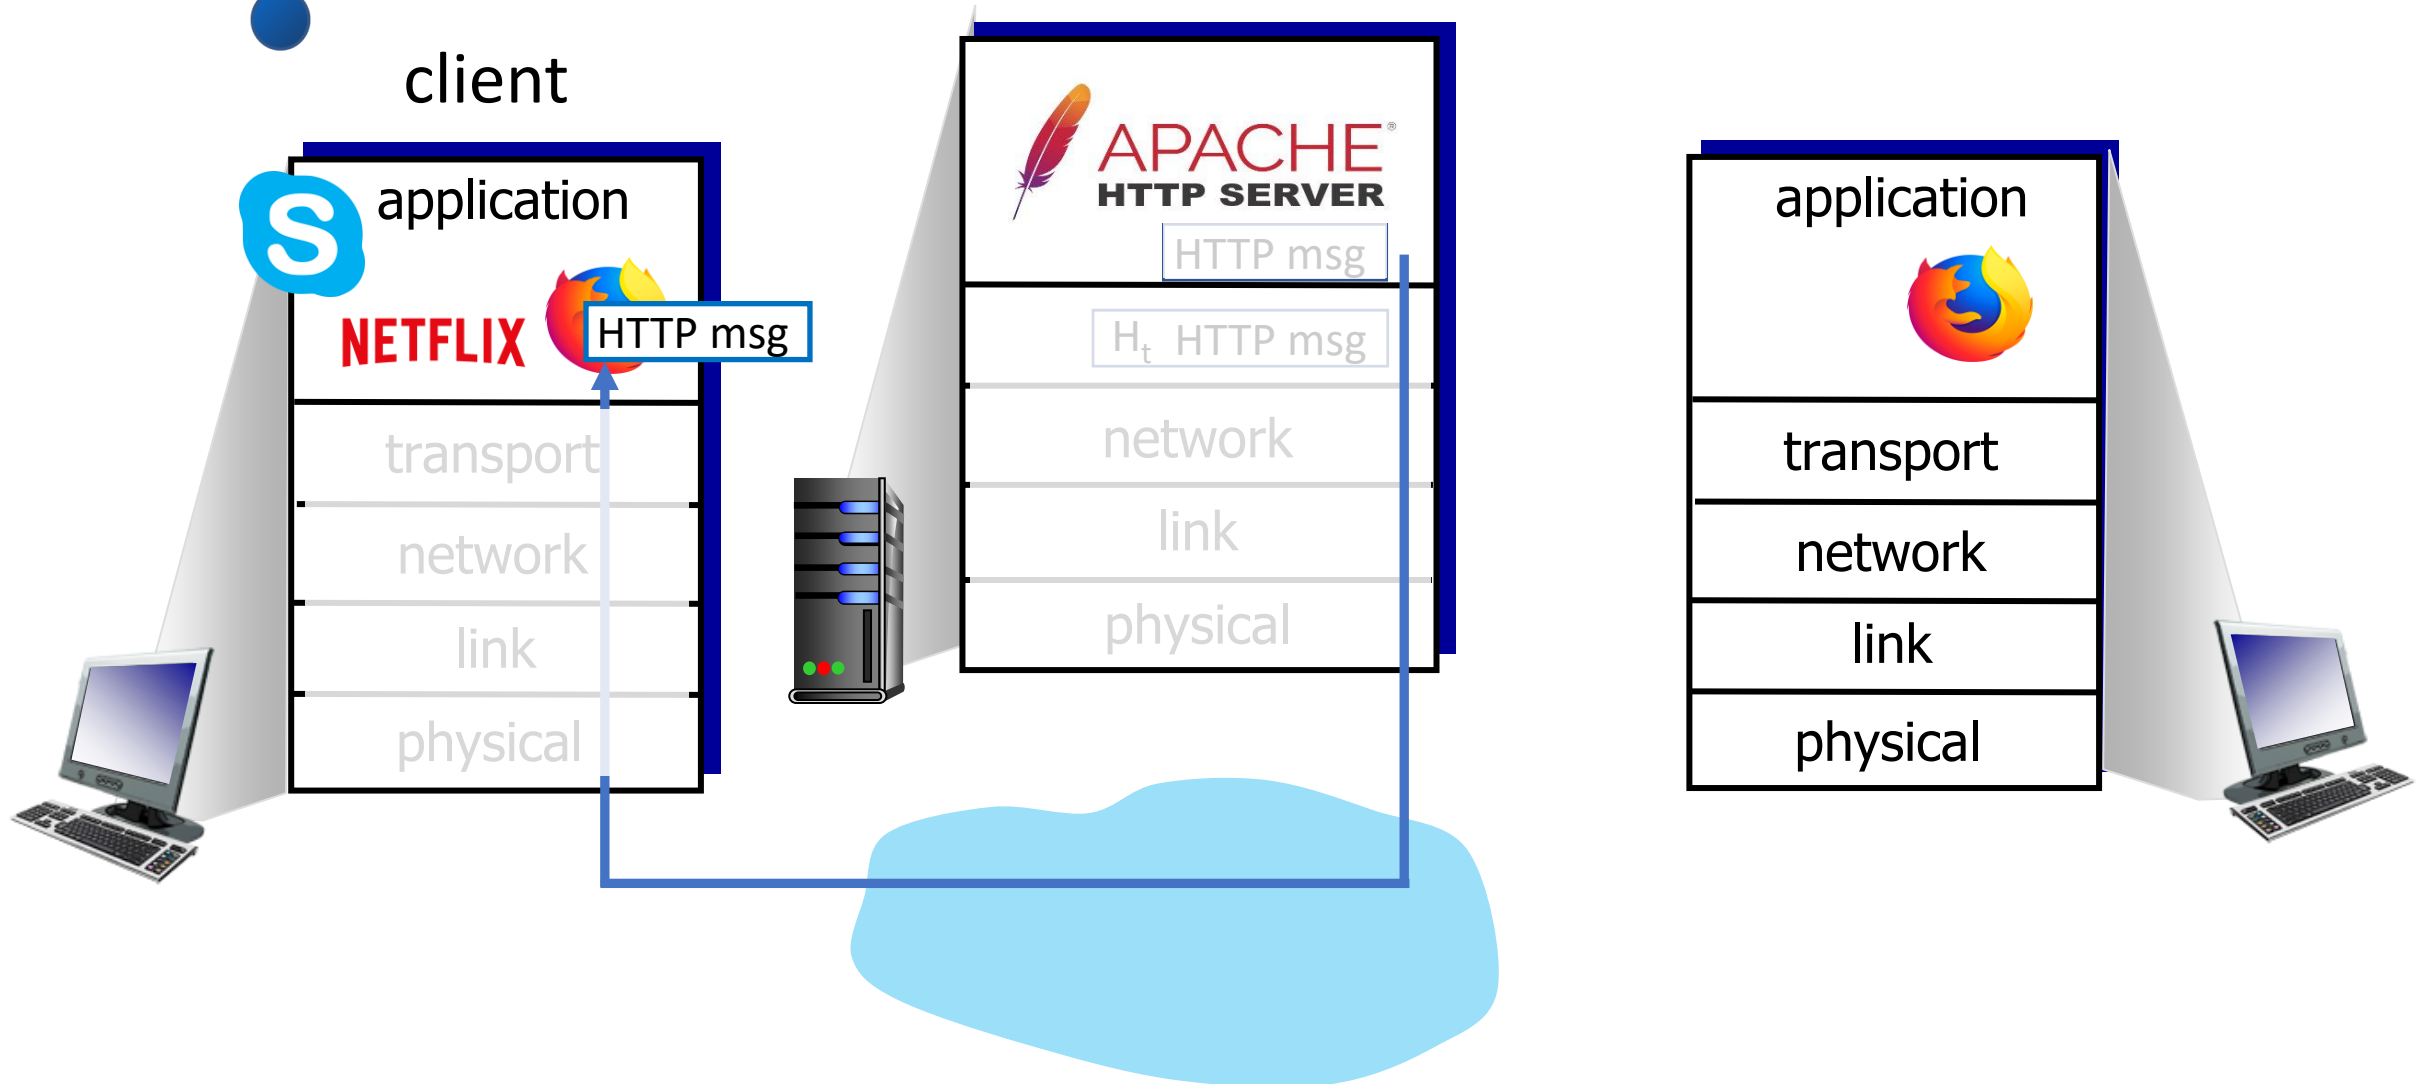 client
application
S
NETFLIX
HTTP msg
transport
network
link
physical
APACHE®
HTTP SERVER
HTTP msg
Ht HTTP msg
network
link
physical
application
transport
network
link
physical